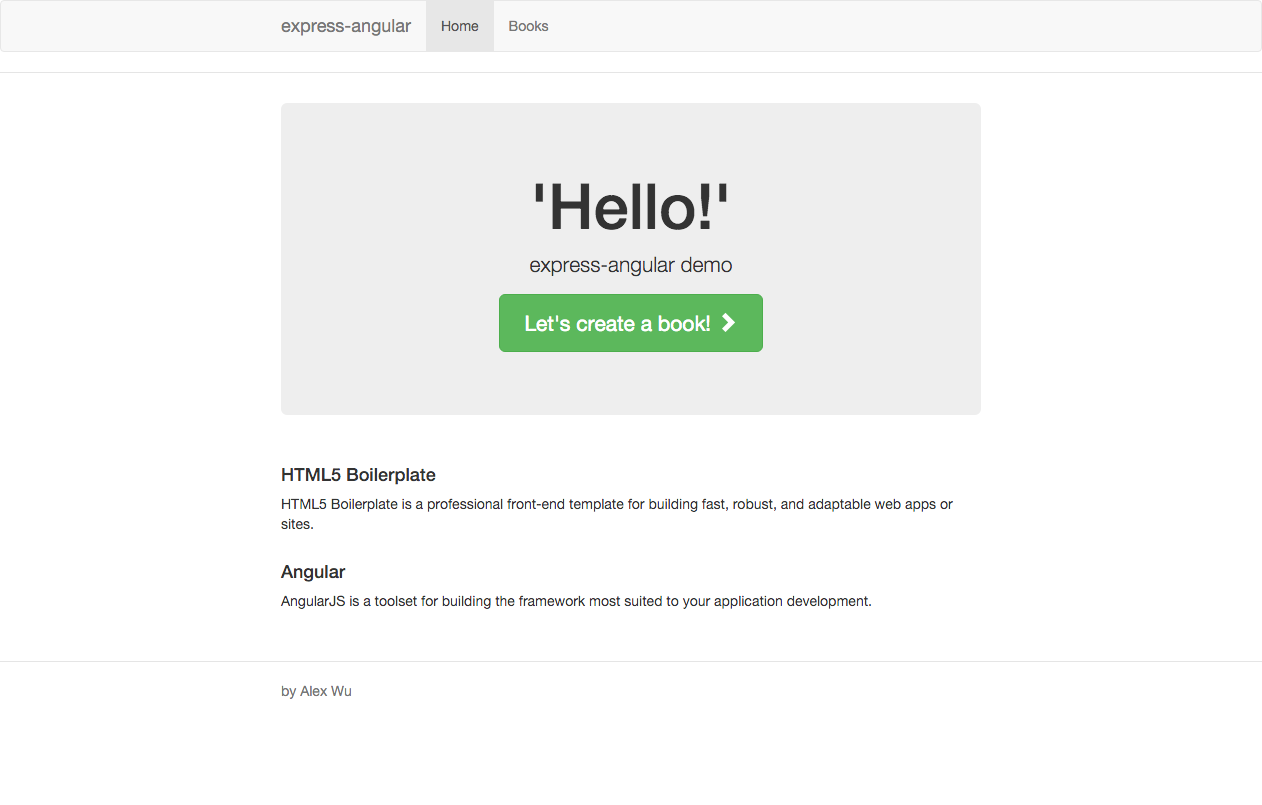 express-angular Home Books
'Hello!'
express-angular demo
Let's create a book!
HTML5 Boilerplate
HTML5 Boilerplate is a professional front-end template for building fast, robust, and adaptable web apps or
sites.
Angular
AngularJS is a toolset for building the framework most suited to your application development.
by Alex Wu